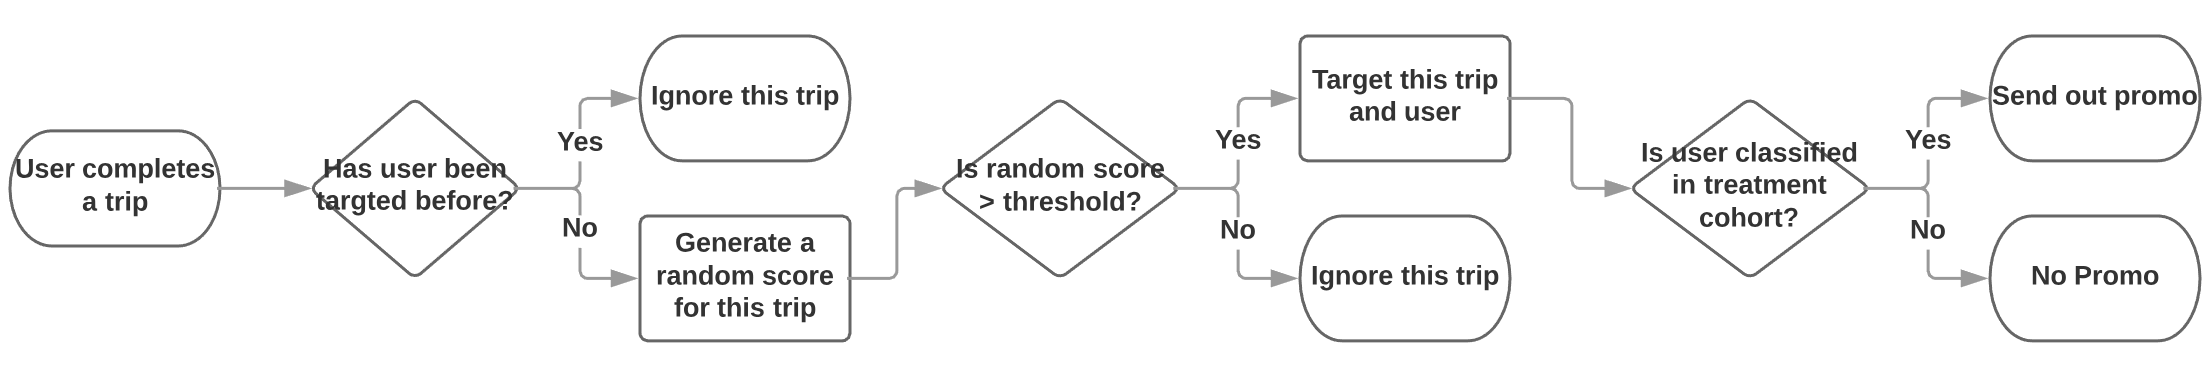 User completes
a trip
Has user been
targted before?
Yes
Ignore this trip
No
Generate a
random score
for this trip
Is random score
> threshold?
Yes
Target this trip
and user
No
Ignore this trip
Is user classified
in treatment
cohort?
Yes
Send out promo
No
No Promo